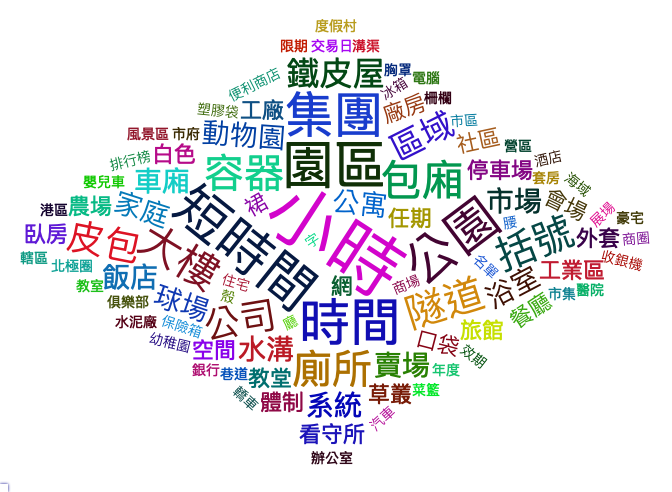 度假村
限期 交易日 溝渠
鐵皮屋 胸罩 電腦
便利商店 冰箱
塑膠袋 工廠 集團 廠房 柵欄
風景區 市府 動物園 區域 市區 社區 營區
排行榜 白色 容器 園區 包廂 停車場 酒店
嬰兒車 車廂 套房 海域
港區 農場 家庭 短時間 裙 小時 公寓 任期 公園 市場 會場 展場 豪宅
臥房 皮包 大樓 字 腰 括號 外套 商圈
轄區 北極圈 飯店 名單 收銀機
教室 住宅 網 商場 隧道 浴室 工業區
俱樂部 球場 殼 市集 醫院
水泥廠 保險箱 公司 廳 時間 旅館 餐廳
幼稚園 空間 水溝 口袋 效期
銀行 巷道 教堂 廁所 賣場 年度
轎車 體制 系統 草叢 菜籃
看守所 汽車
辦公室